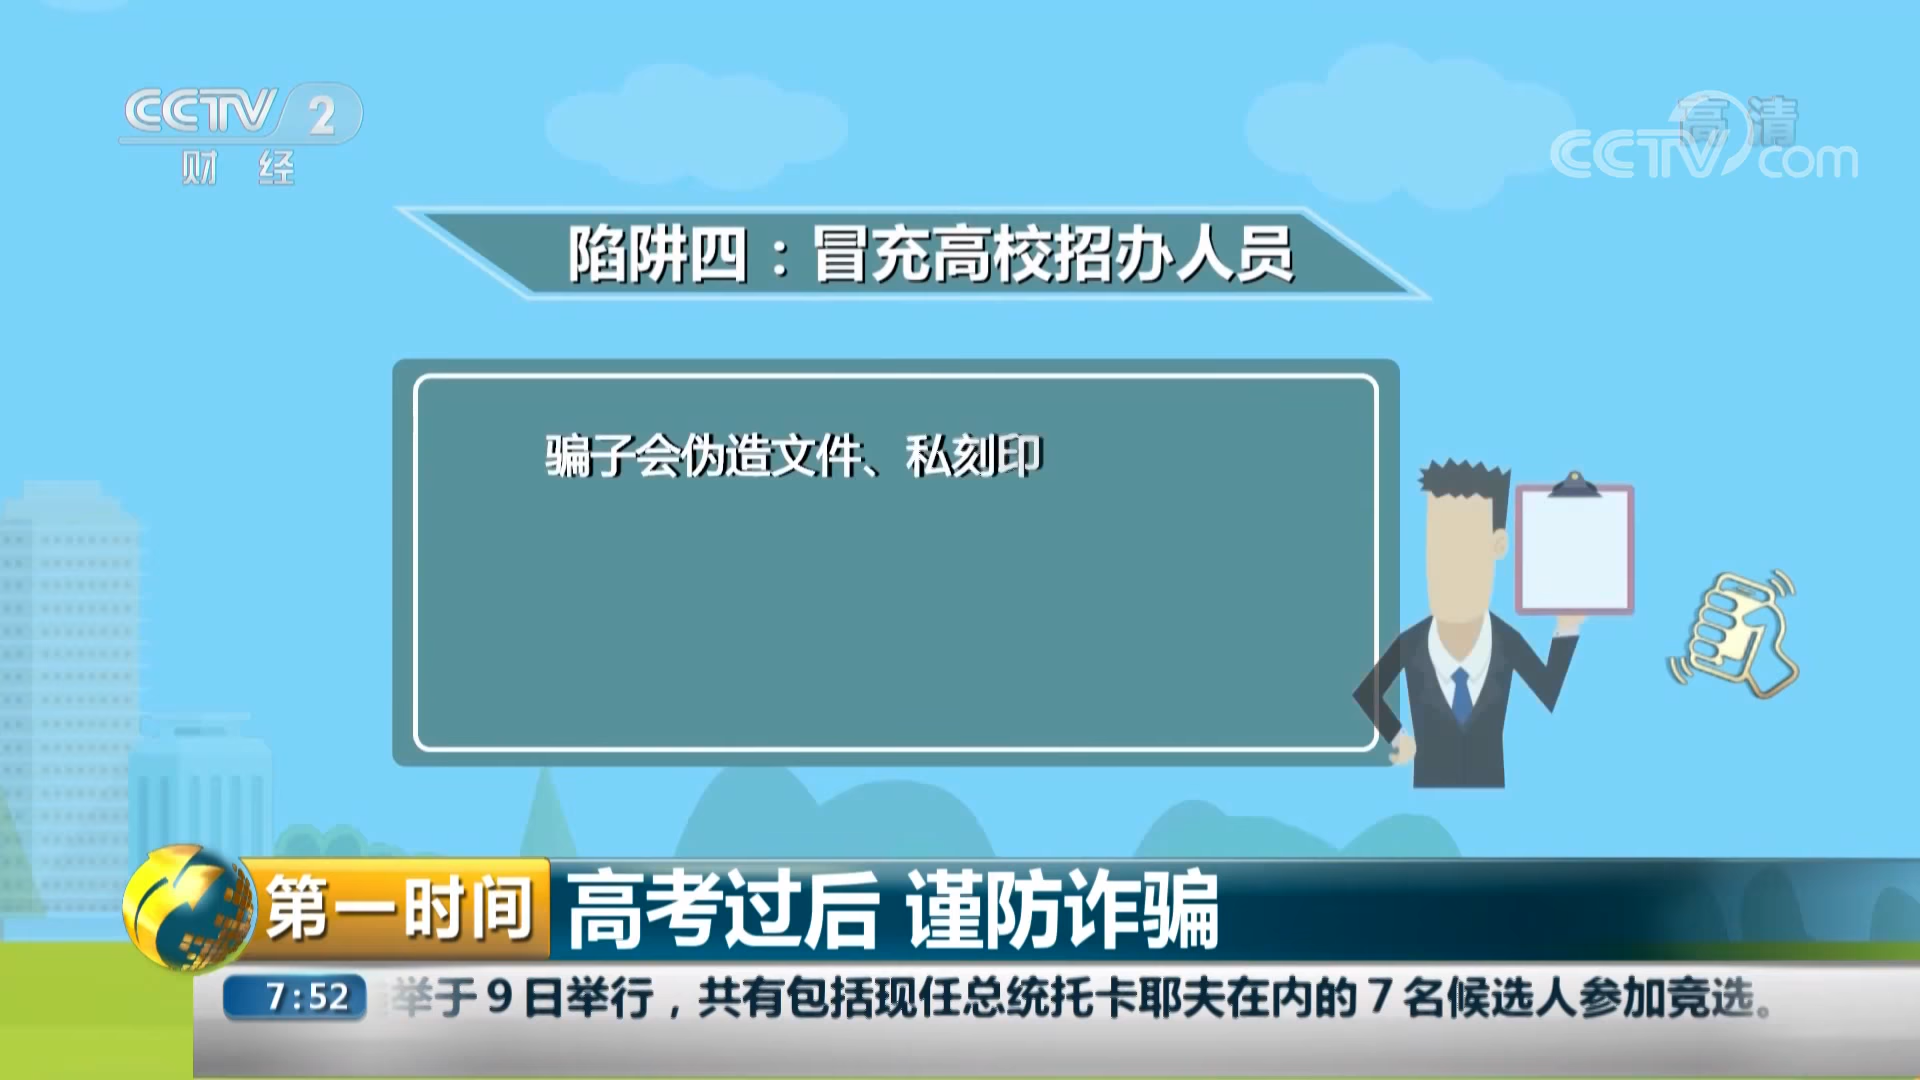 CCTV 2
财 经
高清
CCTV com
陷阱四：冒充高校招办人员
骗子会伪造文件、私刻印
第一时间
高考过后 谨防诈骗
7:52
举于9日举行，共有包括现任总统托卡耶夫在内的7名候选人参加竞选。